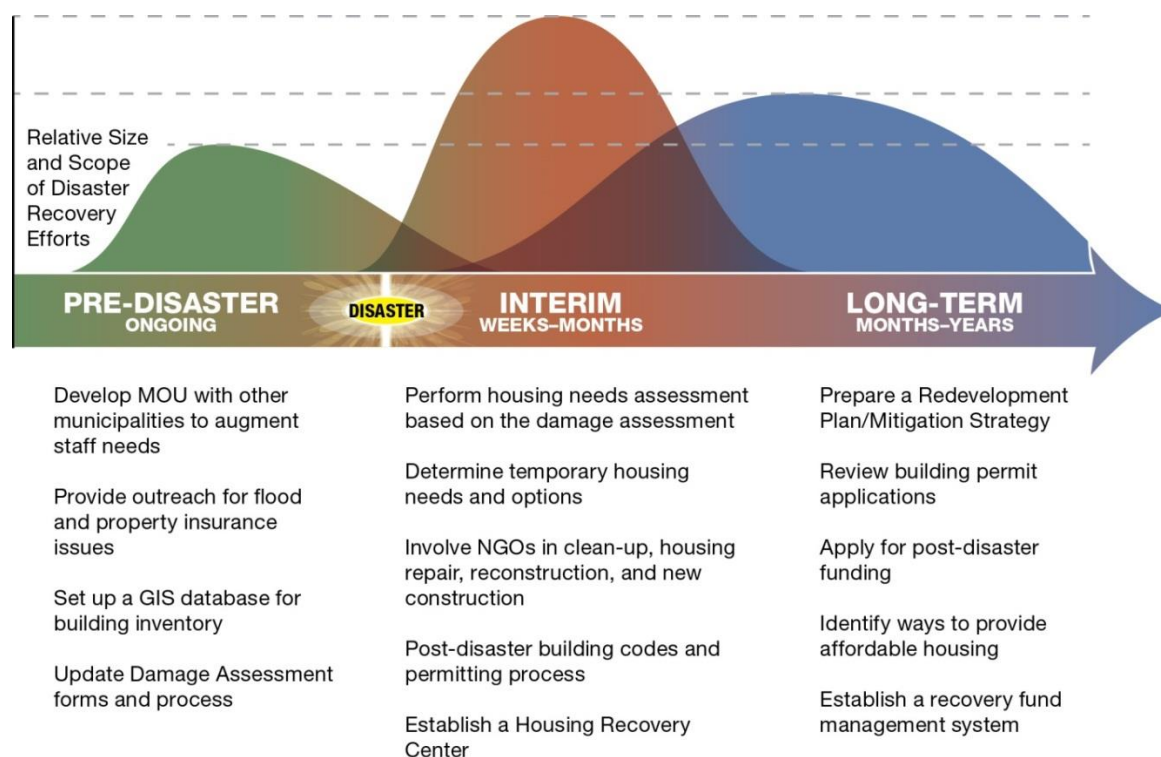 Relative Size
and Scope
of Disaster
Recovery
Efforts
PRE-DISASTER
ONGOING
DISASTER
INTERIM
WEEKS–MONTHS
LONG-TERM
MONTHS–YEARS
Develop MOU with other
municipalities to augment
staff needs
Provide outreach for flood
and property insurance
issues
Set up a GIS database for
building inventory
Update Damage Assessment
forms and process
Perform housing needs assessment
based on the damage assessment
Determine temporary housing
needs and options
Involve NGOs in clean-up, housing
repair, reconstruction, and new
construction
Post-disaster building codes and
permitting process
Establish a Housing Recovery
Center
Prepare a Redevelopment
Plan/Mitigation Strategy
Review building permit
applications
Apply for post-disaster
funding
Identify ways to provide
affordable housing
Establish a recovery fund
management system